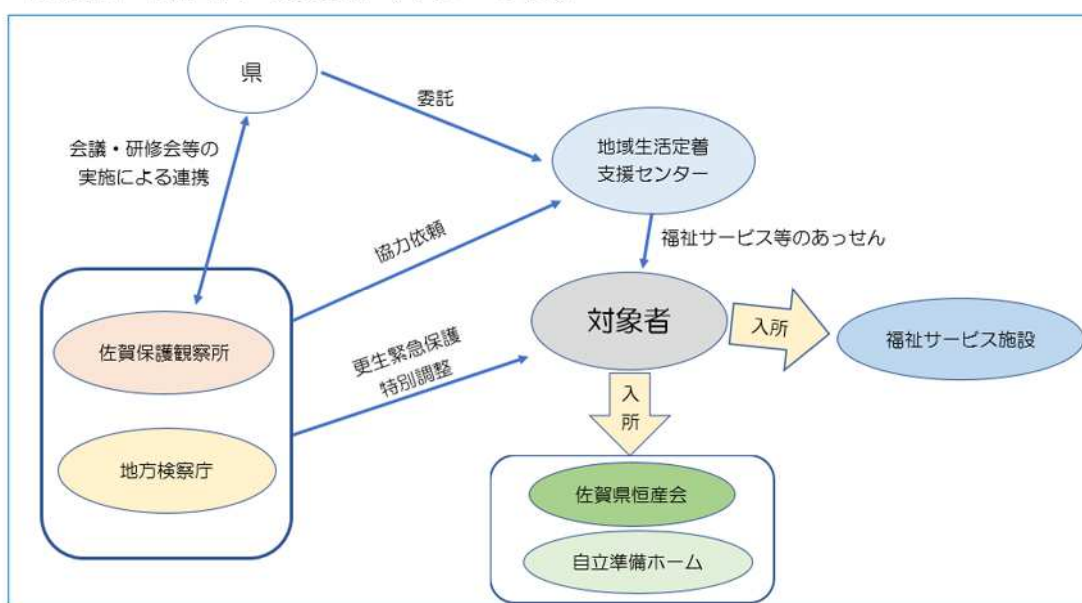 県
委託
会議・研修会等の
実施による連携
地域生活定着
支援センター
協力依頼
福祉サービス等のあっせん
佐賀保護観察所
対象者
入所
福祉サービス施設
更生緊急保護
特別調整
入
所
地方検察庁
佐賀県恒産会
自立準備ホーム